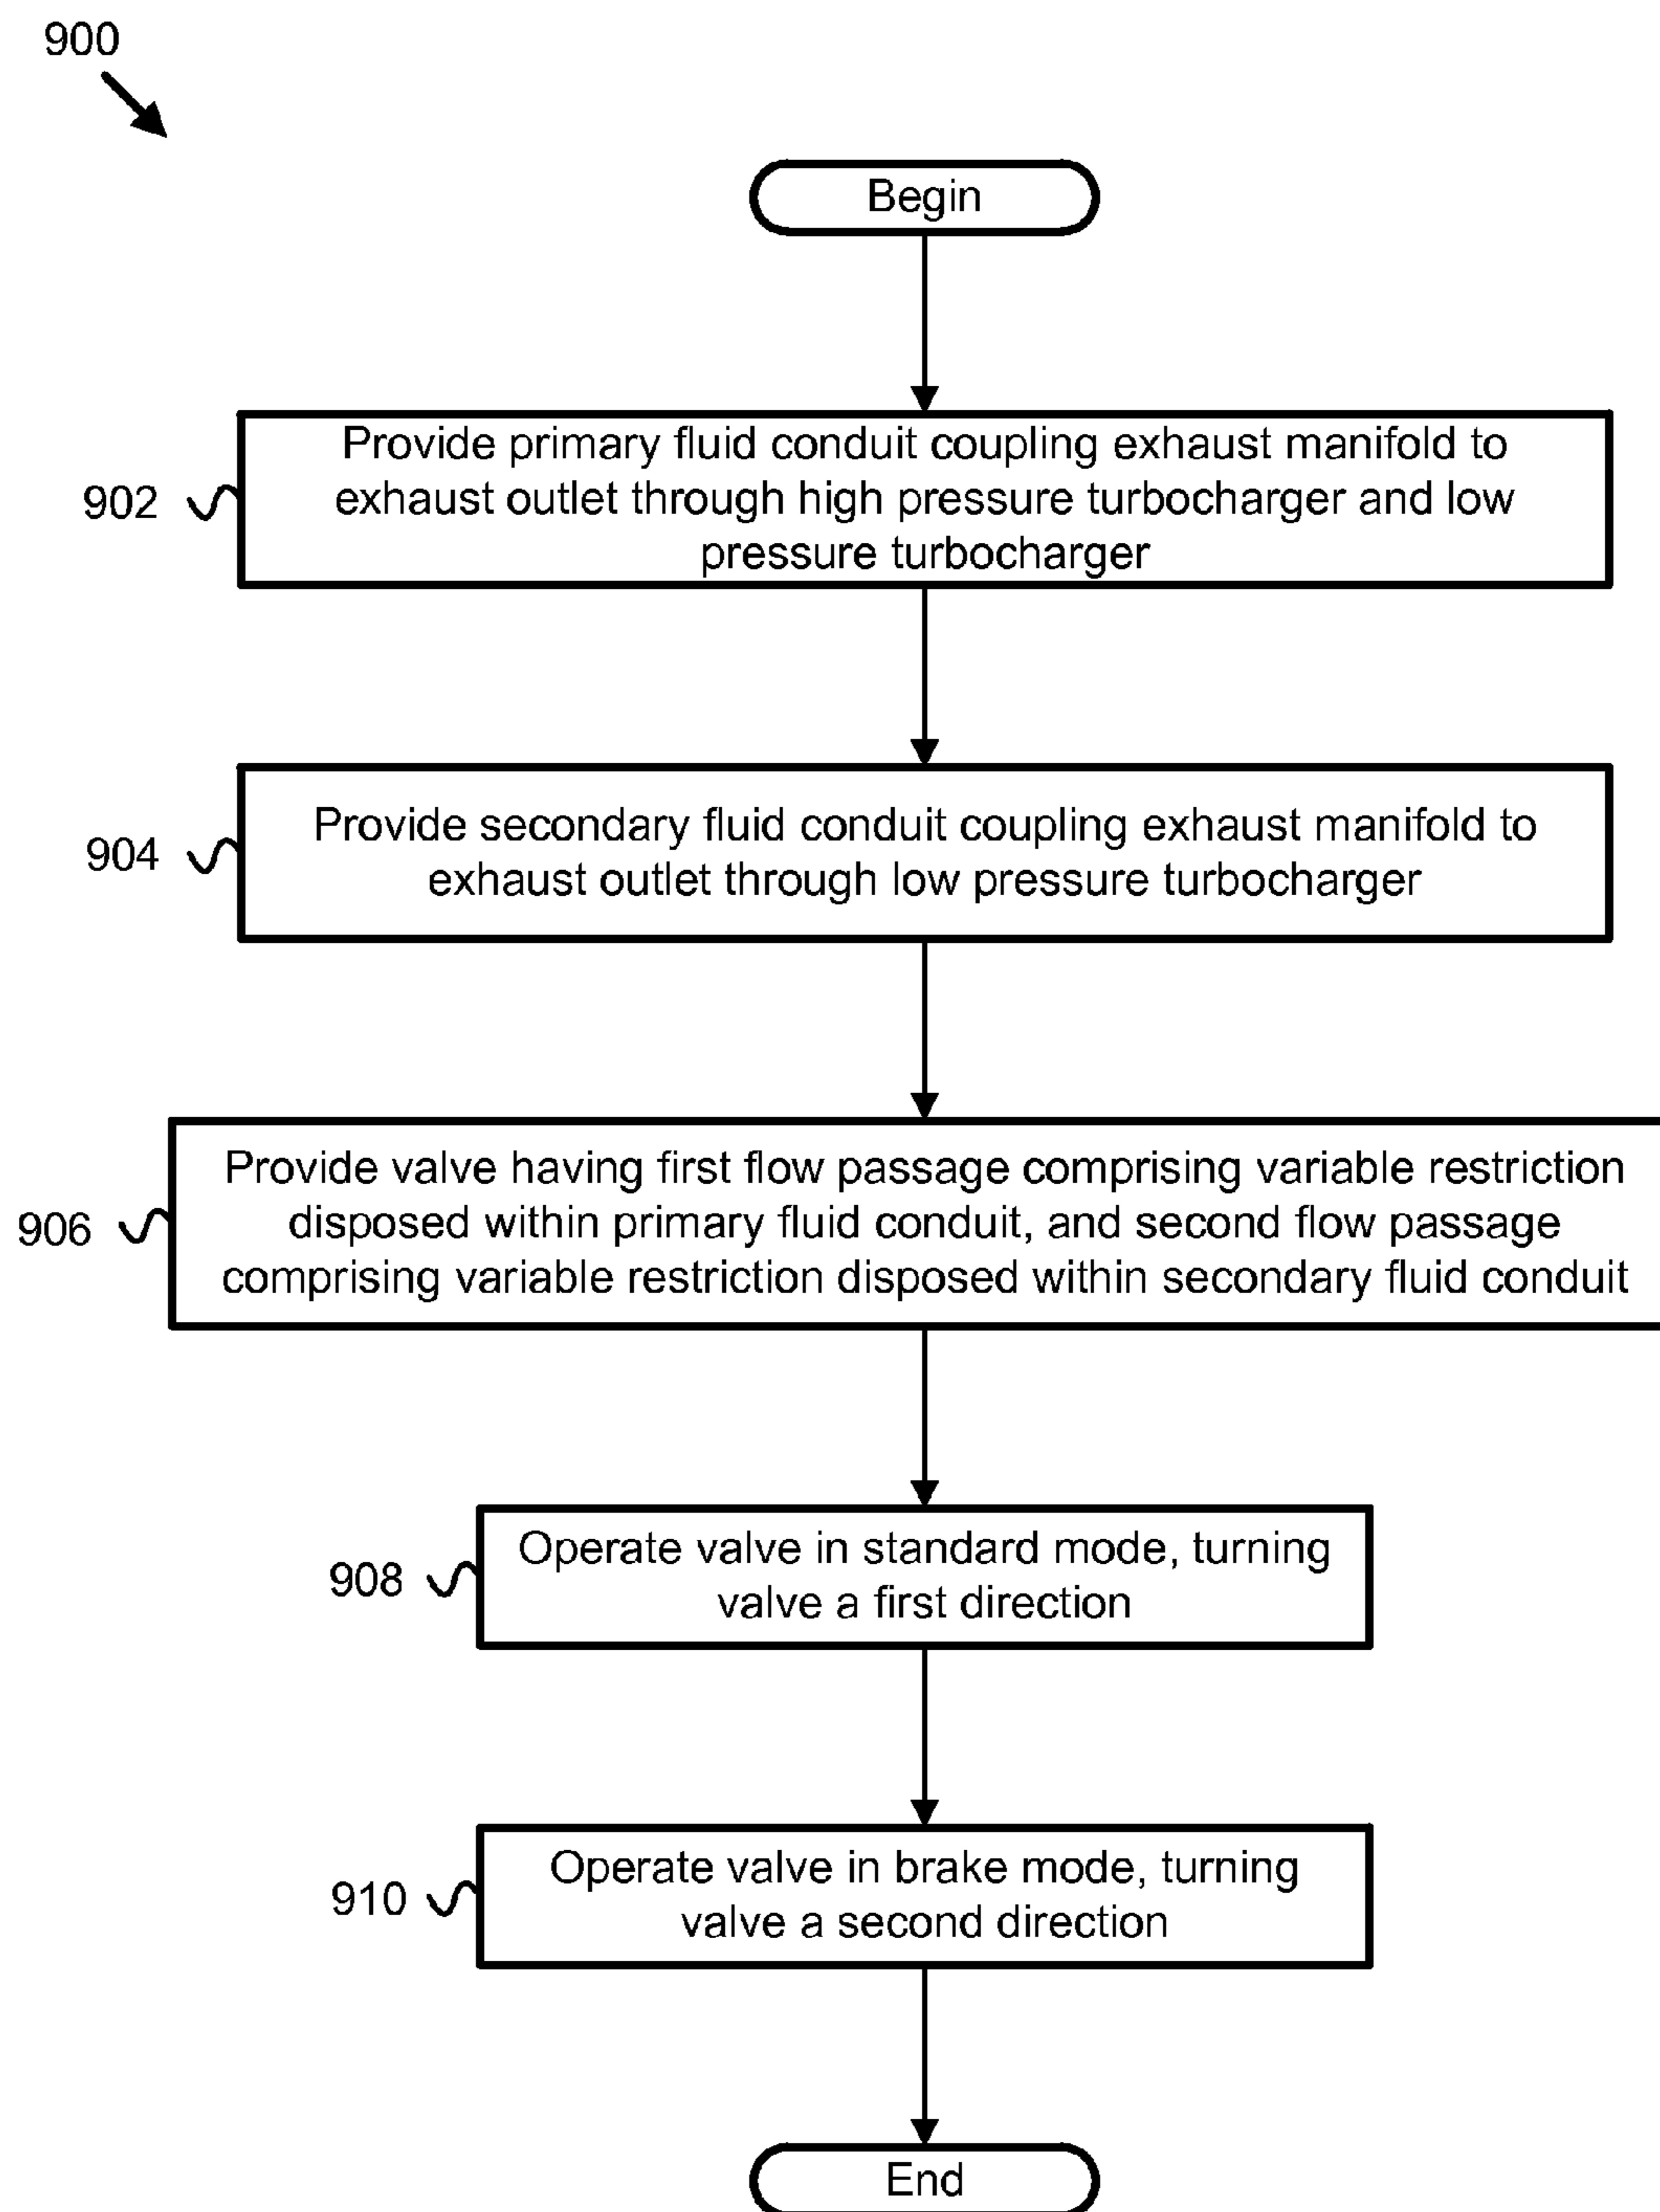 900
Begin
902
Provide primary fluid conduit coupling exhaust manifold to
exhaust outlet through high pressure turbocharger and low
pressure turbocharger
904
Provide secondary fluid conduit coupling exhaust manifold to
exhaust outlet through low pressure turbocharger
906
Provide valve having first flow passage comprising variable restriction
disposed within primary fluid conduit, and second flow passage
comprising variable restriction disposed within secondary fluid conduit
908
Operate valve in standard mode, turning
valve a first direction
910
Operate valve in brake mode, turning
valve a second direction
End